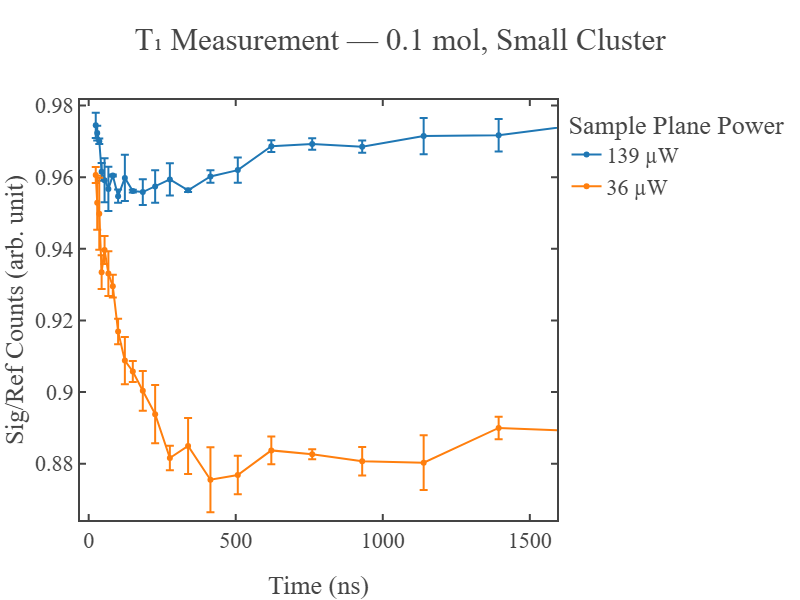 T₁ Measurement — 0.1 mol, Small Cluster
Sig/Ref Counts (arb. unit)
0.98
0.96
0.94
0.92
0.9
0.88
0
500
1000
1500
Time (ns)
Sample Plane Power
139 µW
36 µW